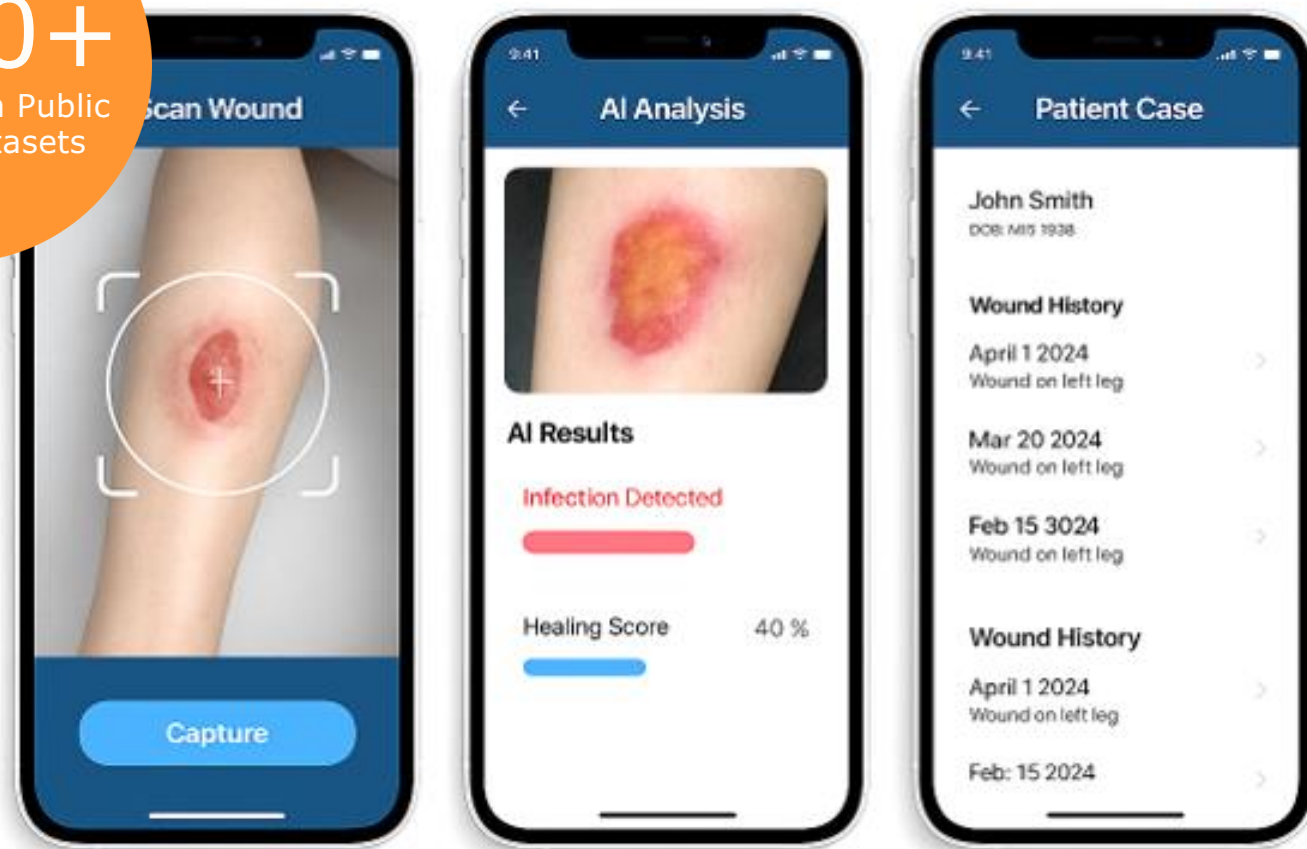 0+
Public
Scan Wound
Capture
9:41
AI Analysis
AI Results
Infection Detected
Healing Score 40 %
9.41
Patient Case
John Smith
DOB: 1938
Wound History
April 1 2024
Wound on left leg
Mar 20 2024
Wound on left leg
Feb 15 3024
Wound on left leg
Wound History
April 1 2024
Wound on left leg
Feb: 15 2024